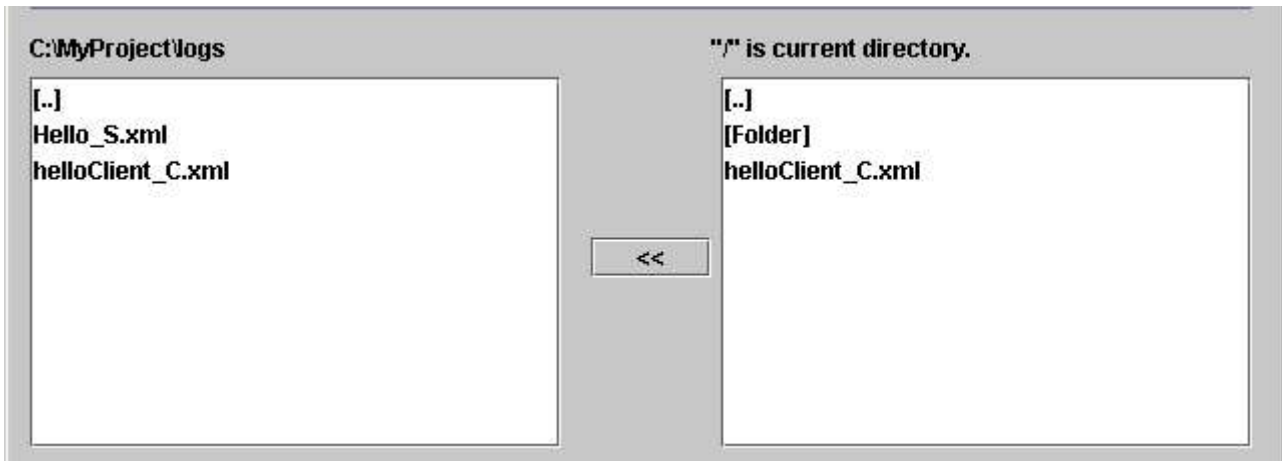 C:\MyProject\logs
[..]
Hello_S.xml
helloClient_C.xml
<<
"/" is current directory.
[..]
[Folder]
helloClient_C.xml